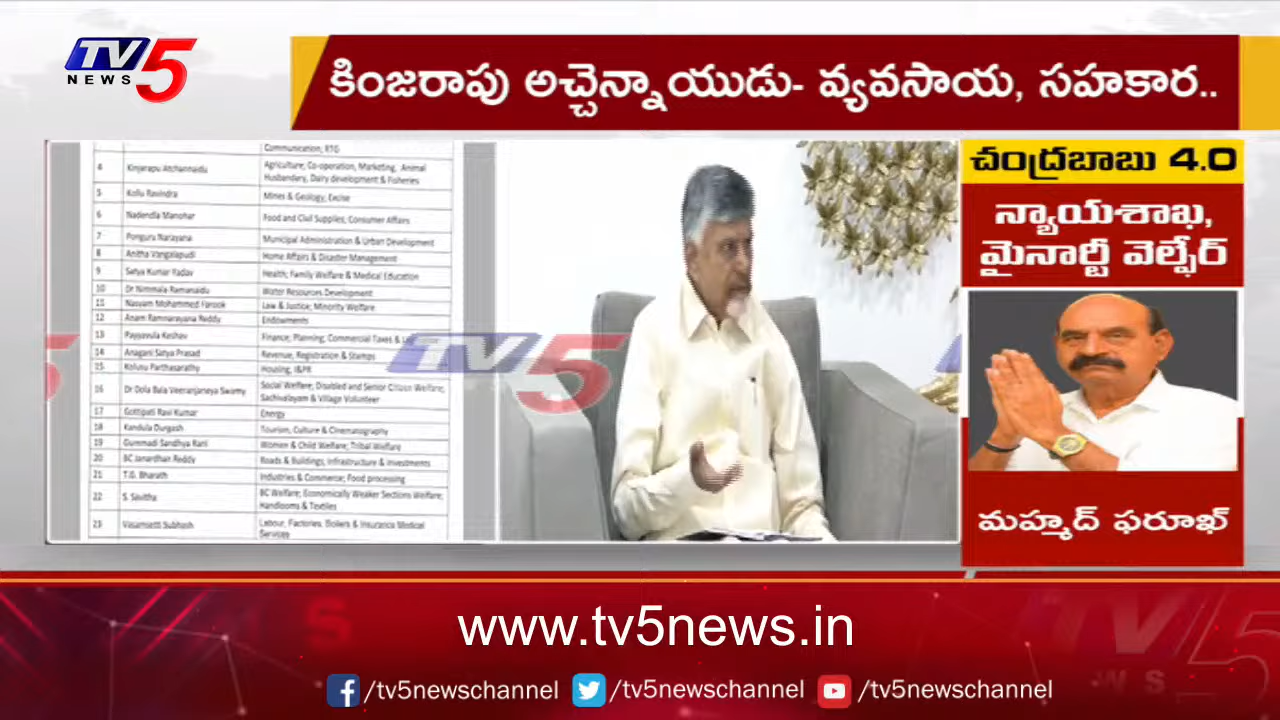 TV5
NEWS
కింజరాపు అచ్చెన్నాయుడు- వ్యవసాయ, సహకార..
చంద్రబాబు 4.0
న్యాయశాఖ,
మైనార్టీ వెల్ఫేర్
మహ్మద్ ఫరూఖ్
Communication, RTG
4 Kinjarapu Atchannaidu Agriculture, Co-operation, Marketing, Animal
Husbandary, Dairy development & Fisheries
5 Kollu Ravindra Mines & Geology; Excise
6 Nadendla Manohar Food and Civil Supplies; Consumer Affairs
7 Ponguru Narayana Municipal Administration & Urban Development
8 Anitha Vangalapudi Home Affairs & Disaster Management
9 Satya Kumar Yadav Health; Family Welfare & Medical Education
10 Dr Nimmala Ramanaidu Water Resources Development
11 Nasyam Mohammed Farook Law & Justice; Minority Welfare
12 Anam Ramnarayana Reddy Endowments
13 Payyavula Keshav Finance; Planning; Commercial Taxes &
14 Anagani Satya Prasad Revenue, Registration & Stamps
15 Kolusu Parthasarathy Housing, I&PR
16 Dr Dola Bala Veeranjaneya Swamy Social Welfare; Disabled and Senior Citizen Welfare;
Sachivalayam & Village Volunteer
17 Gottipati Ravi Kumar Energy
18 Kandula Durgesh Tourism, Culture & Cinematography
19 Gummadi Sandhya Rani Women & Child Welfare; Tribal Welfare
20 BC Janardhan Reddy Roads & Buildings, Infrastructure & Investments
21 T.G. Bharath Industries & Commerce; Food processing
22 S. Savitha BC Welfare; Economically Weaker Sections Welfare;
Handlooms & Textiles
23 Vasamsetti Subhash Labour, Factories, Boilers & Insurance Medical
Services
TV5
www.tv5news.in
/tv5newschannel /tv5newschannel /tv5newschannel